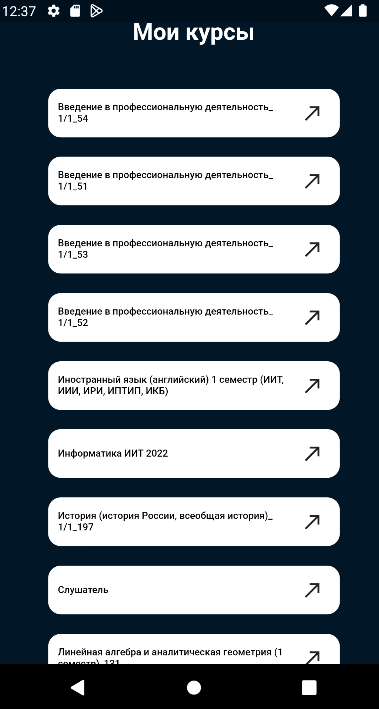 12:37
Мои курсы
Введение в профессиональную деятельность_
1/1_54
Введение в профессиональную деятельность_
1/1_51
Введение в профессиональную деятельность_
1/1_53
Введение в профессиональную деятельность_
1/1_52
Иностранный язык (английский) 1 семестр (ИИТ,
ИИИ, ИРИ, ИПТИП, ИКБ)
Информатика ИИТ 2022
История (история России, всеобщая история)_
1/1_197
Слушатель
Линейная алгебра и аналитическая геометрия (1
семестр)_131